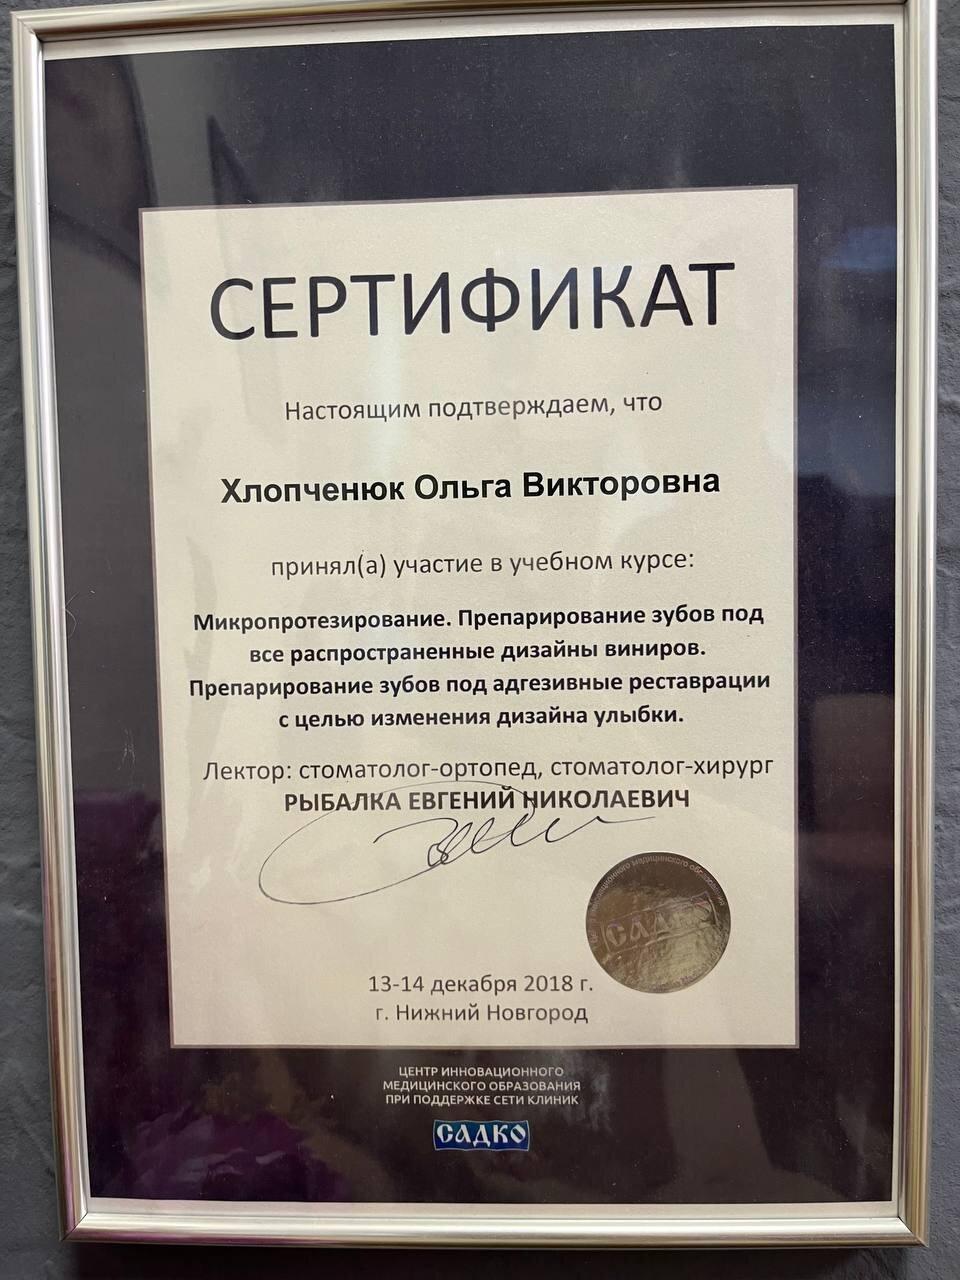 СЕРТИФИКАТ
Настоящим подтверждаем, что
Хлопченюк Ольга Викторовна
принял(а) участие в учебном курсе:
Микропротезирование. Препарирование зубов под
все распространенные дизайны виниров.
Препарирование зубов под адгезивные реставрации
с целью изменения дизайна улыбки.
Лектор: стоматолог-ортопед, стоматолог-хирург
РЫБАЛКА ЕВГЕНИЙ НИКОЛАЕВИЧ
медицинского образования
САДКО
13-14 декабря 2018 г.
г. Нижний Новгород
ЦЕНТР ИННОВАЦИОННОГО
МЕДИЦИНСКОГО ОБРАЗОВАНИЯ
ПРИ ПОДДЕРЖКЕ СЕТИ КЛИНИК
САДКО